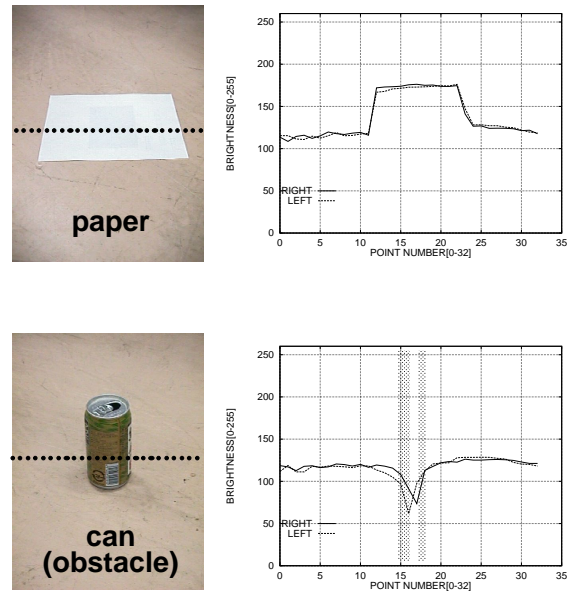 paper
BRIGHTNESS[0-255]
250
200
150
100
50
0
RIGHT
LEFT
0 5 10 15 20 25 30 35
POINT NUMBER[0-32]
can
(obstacle)
BRIGHTNESS[0-255]
250
200
150
100
50
0
RIGHT
LEFT
0 5 10 15 20 25 30 35
POINT NUMBER[0-32]